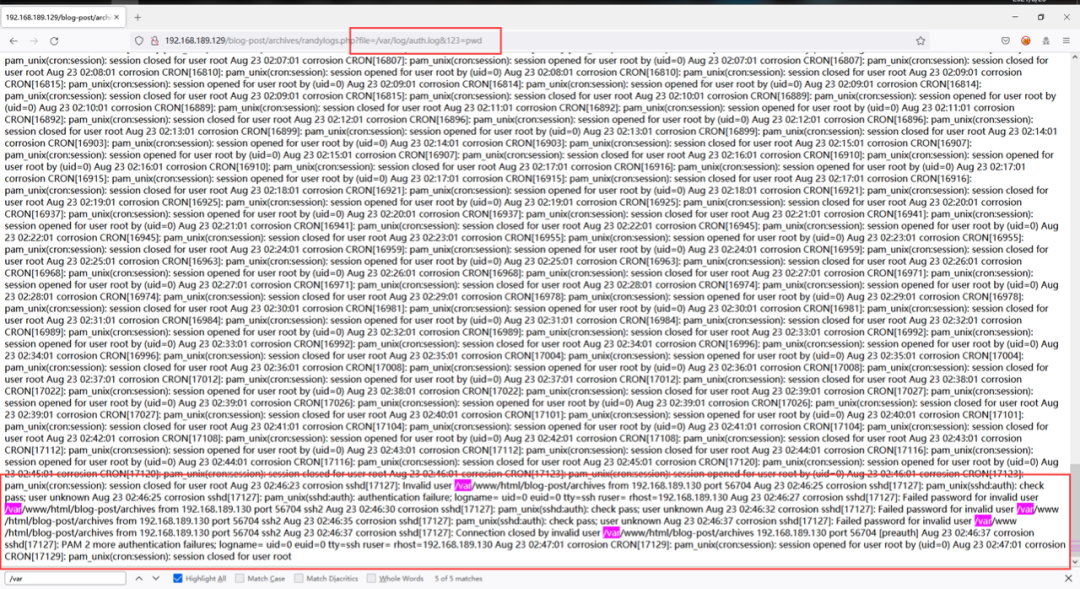 192.168.189.129/blog-post/arch
192.168.189.129/blog-post/archives/randylogs.php?file=/var/log/auth.log&123=pwd
pam_unix(cron:session): session closed for user root Aug 23 02:07:01 corrosion CRON[16807]: pam_unix(cron:session): session opened for user root by (uid=0) Aug 23 02:07:01 corrosion CRON[16807]: pam_unix(cron:session): session closed for
user root Aug 23 02:08:01 corrosion CRON[16810]: pam_unix(cron:session): session opened for user root by (uid=0) Aug 23 02:08:01 corrosion CRON[16810]: pam_unix(cron:session): session closed for user root Aug 23 02:09:01 corrosion
CRON[16815]: pam_unix(cron:session): session opened for user root by (uid=0) Aug 23 02:09:01 corrosion CRON[16814]: pam_unix(cron:session): session opened for user root by (uid=0) Aug 23 02:09:01 corrosion CRON[16814]:
pam_unix(cron:session): session closed for user root Aug 23 02:09:01 corrosion CRON[16815]: pam_unix(cron:session): session closed for user root Aug 23 02:10:01 corrosion CRON[16889]: pam_unix(cron:session): session opened for user root by
(uid=0) Aug 23 02:10:01 corrosion CRON[16889]: pam_unix(cron:session): session closed for user root Aug 23 02:11:01 corrosion CRON[16892]: pam_unix(cron:session): session opened for user root by (uid=0) Aug 23 02:11:01 corrosion
CRON[16892]: pam_unix(cron:session): session closed for user root Aug 23 02:12:01 corrosion CRON[16896]: pam_unix(cron:session): session opened for user root by (uid=0) Aug 23 02:12:01 corrosion CRON[16896]: pam_unix(cron:session):
session closed for user root Aug 23 02:13:01 corrosion CRON[16899]: pam_unix(cron:session): session opened for user root by (uid=0) Aug 23 02:13:01 corrosion CRON[16899]: pam_unix(cron:session): session closed for user root Aug 23 02:14:01
corrosion CRON[16903]: pam_unix(cron:session): session opened for user root by (uid=0) Aug 23 02:14:01 corrosion CRON[16903]: pam_unix(cron:session): session closed for user root Aug 23 02:15:01 corrosion CRON[16907]:
pam_unix(cron:session): session opened for user root by (uid=0) Aug 23 02:15:01 corrosion CRON[16907]: pam_unix(cron:session): session closed for user root Aug 23 02:16:01 corrosion CRON[16910]: pam_unix(cron:session): session opened for
user root by (uid=0) Aug 23 02:16:01 corrosion CRON[16910]: pam_unix(cron:session): session closed for user root Aug 23 02:17:01 corrosion CRON[16916]: pam_unix(cron:session): session opened for user root by (uid=0) Aug 23 02:17:01
corrosion CRON[16915]: pam_unix(cron:session): session opened for user root by (uid=0) Aug 23 02:17:01 corrosion CRON[16915]: pam_unix(cron:session): session closed for user root Aug 23 02:17:01 corrosion CRON[16916]:
pam_unix(cron:session): session closed for user root Aug 23 02:18:01 corrosion CRON[16921]: pam_unix(cron:session): session opened for user root by (uid=0) Aug 23 02:18:01 corrosion CRON[16921]: pam_unix(cron:session): session closed for
user root Aug 23 02:19:01 corrosion CRON[16925]: pam_unix(cron:session): session opened for user root by (uid=0) Aug 23 02:19:01 corrosion CRON[16925]: pam_unix(cron:session): session closed for user root Aug 23 02:20:01 corrosion
CRON[16937]: pam_unix(cron:session): session opened for user root by (uid=0) Aug 23 02:20:01 corrosion CRON[16937]: pam_unix(cron:session): session closed for user root Aug 23 02:21:01 corrosion CRON[16941]: pam_unix(cron:session):
session opened for user root by (uid=0) Aug 23 02:21:01 corrosion CRON[16941]: pam_unix(cron:session): session closed for user root Aug 23 02:22:01 corrosion CRON[16945]: pam_unix(cron:session): session opened for user root by (uid=0) Aug
23 02:22:01 corrosion CRON[16945]: pam_unix(cron:session): session closed for user root Aug 23 02:23:01 corrosion CRON[16955]: pam_unix(cron:session): session opened for user root by (uid=0) Aug 23 02:23:01 corrosion CRON[16955]:
pam_unix(cron:session): session closed for user root Aug 23 02:24:01 corrosion CRON[16959]: pam_unix(cron:session): session opened for user root by (uid=0) Aug 23 02:24:01 corrosion CRON[16959]: pam_unix(cron:session): session closed for
user root Aug 23 02:25:01 corrosion CRON[16963]: pam_unix(cron:session): session opened for user root by (uid=0) Aug 23 02:25:01 corrosion CRON[16963]: pam_unix(cron:session): session closed for user root Aug 23 02:26:01 corrosion
CRON[16968]: pam_unix(cron:session): session opened for user root by (uid=0) Aug 23 02:26:01 corrosion CRON[16968]: pam_unix(cron:session): session closed for user root Aug 23 02:27:01 corrosion CRON[16971]: pam_unix(cron:session):
session opened for user root by (uid=0) Aug 23 02:27:01 corrosion CRON[16971]: pam_unix(cron:session): session closed for user root Aug 23 02:28:01 corrosion CRON[16974]: pam_unix(cron:session): session opened for user root by (uid=0) Aug
23 02:28:01 corrosion CRON[16974]: pam_unix(cron:session): session closed for user root Aug 23 02:29:01 corrosion CRON[16978]: pam_unix(cron:session): session opened for user root by (uid=0) Aug 23 02:29:01 corrosion CRON[16978]:
pam_unix(cron:session): session closed for user root Aug 23 02:30:01 corrosion CRON[16981]: pam_unix(cron:session): session opened for user root by (uid=0) Aug 23 02:30:01 corrosion CRON[16981]: pam_unix(cron:session): session closed for
user root Aug 23 02:31:01 corrosion CRON[16984]: pam_unix(cron:session): session opened for user root by (uid=0) Aug 23 02:31:01 corrosion CRON[16984]: pam_unix(cron:session): session closed for user root Aug 23 02:32:01 corrosion
CRON[16989]: pam_unix(cron:session): session opened for user root by (uid=0) Aug 23 02:32:01 corrosion CRON[16989]: pam_unix(cron:session): session closed for user root Aug 23 02:33:01 corrosion CRON[16992]: pam_unix(cron:session):
session opened for user root by (uid=0) Aug 23 02:33:01 corrosion CRON[16992]: pam_unix(cron:session): session closed for user root Aug 23 02:34:01 corrosion CRON[16996]: pam_unix(cron:session): session opened for user root by (uid=0) Aug
23 02:34:01 corrosion CRON[16996]: pam_unix(cron:session): session closed for user root Aug 23 02:35:01 corrosion CRON[17004]: pam_unix(cron:session): session opened for user root by (uid=0) Aug 23 02:35:01 corrosion CRON[17004]:
pam_unix(cron:session): session closed for user root Aug 23 02:36:01 corrosion CRON[17008]: pam_unix(cron:session): session opened for user root by (uid=0) Aug 23 02:36:01 corrosion CRON[17008]: pam_unix(cron:session): session closed for
user root Aug 23 02:37:01 corrosion CRON[17012]: pam_unix(cron:session): session opened for user root by (uid=0) Aug 23 02:37:01 corrosion CRON[17012]: pam_unix(cron:session): session closed for user root Aug 23 02:38:01 corrosion
CRON[17022]: pam_unix(cron:session): session opened for user root by (uid=0) Aug 23 02:38:01 corrosion CRON[17022]: pam_unix(cron:session): session closed for user root Aug 23 02:39:01 corrosion CRON[17027]: pam_unix(cron:session):
session opened for user root by (uid=0) Aug 23 02:39:01 corrosion CRON[17026]: pam_unix(cron:session): session opened for user root by (uid=0) Aug 23 02:39:01 corrosion CRON[17026]: pam_unix(cron:session): session closed for user root Aug
23 02:39:01 corrosion CRON[17027]: pam_unix(cron:session): session closed for user root Aug 23 02:40:01 corrosion CRON[17101]: pam_unix(cron:session): session opened for user root by (uid=0) Aug 23 02:40:01 corrosion CRON[17101]:
pam_unix(cron:session): session closed for user root Aug 23 02:41:01 corrosion CRON[17104]: pam_unix(cron:session): session opened for user root by (uid=0) Aug 23 02:41:01 corrosion CRON[17104]: pam_unix(cron:session): session closed for
user root Aug 23 02:42:01 corrosion CRON[17108]: pam_unix(cron:session): session opened for user root by (uid=0) Aug 23 02:42:01 corrosion CRON[17108]: pam_unix(cron:session): session closed for user root Aug 23 02:43:01 corrosion
CRON[17112]: pam_unix(cron:session): session opened for user root by (uid=0) Aug 23 02:43:01 corrosion CRON[17112]: pam_unix(cron:session): session closed for user root Aug 23 02:44:01 corrosion CRON[17116]: pam_unix(cron:session):
session opened for user root by (uid=0) Aug 23 02:44:01 corrosion CRON[17116]: pam_unix(cron:session): session closed for user root Aug 23 02:45:01 corrosion CRON[17120]: pam_unix(cron:session): session opened for user root by (uid=0) Aug
23 02:45:01 corrosion CRON[17120]: pam_unix(cron:session): session closed for user root Aug 23 02:46:01 corrosion CRON[17123]: pam_unix(cron:session): session opened for user root by (uid=0) Aug 23 02:46:01 corrosion CRON[17123]:
pam_unix(cron:session): session closed for user root Aug 23 02:46:23 corrosion sshd[17127]: Invalid user /var/www/html/blog-post/archives from 192.168.189.130 port 56704 Aug 23 02:46:25 corrosion sshd[17127]: pam_unix(sshd:auth): check
pass; user unknown Aug 23 02:46:25 corrosion sshd[17127]: pam_unix(sshd:auth): authentication failure; logname= uid=0 euid=0 tty=ssh ruser= rhost=192.168.189.130 Aug 23 02:46:27 corrosion sshd[17127]: Failed password for invalid user
/var/www/html/blog-post/archives from 192.168.189.130 port 56704 ssh2 Aug 23 02:46:30 corrosion sshd[17127]: pam_unix(sshd:auth): check pass; user unknown Aug 23 02:46:32 corrosion sshd[17127]: Failed password for invalid user /var/www
/html/blog-post/archives from 192.168.189.130 port 56704 ssh2 Aug 23 02:46:35 corrosion sshd[17127]: pam_unix(sshd:auth): check pass; user unknown Aug 23 02:46:37 corrosion sshd[17127]: Failed password for invalid user /var/www
/html/blog-post/archives from 192.168.189.130 port 56704 ssh2 Aug 23 02:46:37 corrosion sshd[17127]: Connection closed by invalid user /var/www/html/blog-post/archives 192.168.189.130 port 56704 [preauth] Aug 23 02:46:37 corrosion
sshd[17127]: PAM 2 more authentication failures; logname= uid=0 euid=0 tty=ssh ruser= rhost=192.168.189.130 Aug 23 02:47:01 corrosion CRON[17129]: pam_unix(cron:session): session opened for user root by (uid=0) Aug 23 02:47:01 corrosion
CRON[17129]: pam_unix(cron:session): session closed for user root
/var Highlight All Match Case Match Diacritics Whole Words 5 of 5 matches